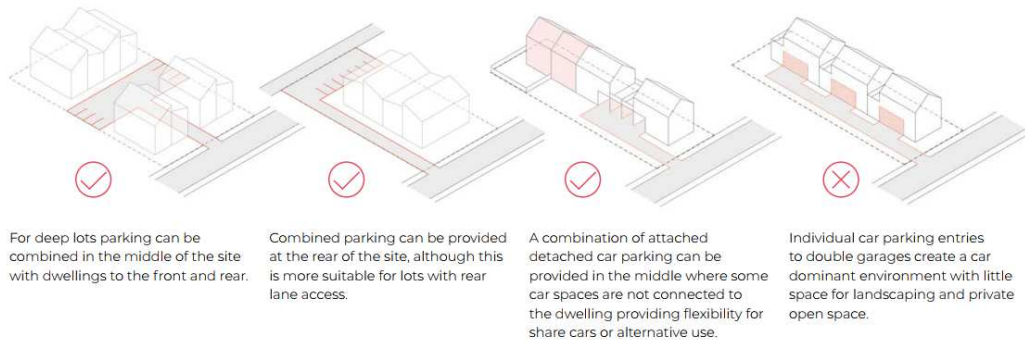 For deep lots parking can be
combined in the middle of the site
with dwellings to the front and rear.
Combined parking can be provided
at the rear of the site, although this
is more suitable for lots with rear
lane access.
A combination of attached
detached car parking can be
provided in the middle where some
car spaces are not connected to
the dwelling providing flexibility for
share cars or alternative use.
Individual car parking entries
to double garages create a car
dominant environment with little
space for landscaping and private
open space.